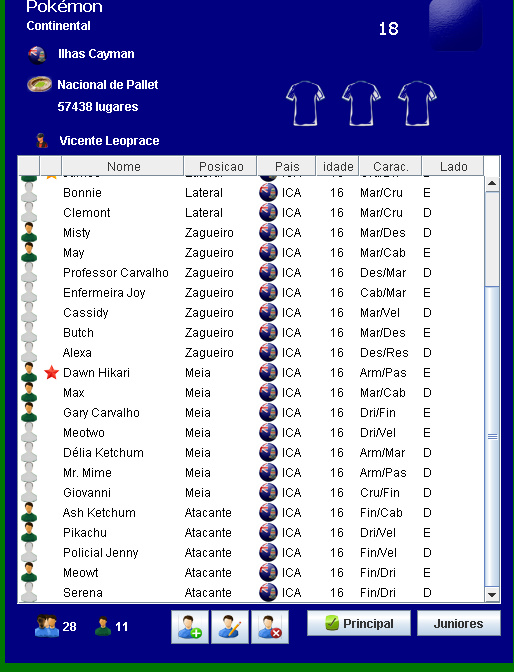 Pokémon
Continental
18
Ilhas Cayman
Nacional de Pallet
57438 lugares
Vicente Leoprace
Nome Posicao Pais idade Carac. Lado
Bonnie Lateral ICA 16 Mar/Cru E
Clemont Lateral ICA 16 Mar/Cru D
Misty Zagueiro ICA 16 Mar/Des D
May Zagueiro ICA 16 Mar/Cab E
Professor Carvalho Zagueiro ICA 16 Des/Mar D
Enfermeira Joy Zagueiro ICA 16 Cab/Mar E
Cassidy Zagueiro ICA 16 Mar/Vel D
Butch Zagueiro ICA 16 Mar/Des E
Alexa Zagueiro ICA 16 Des/Res D
Dawn Hikari Meia ICA 16 Arm/Pas E
Max Meia ICA 16 Mar/Cab D
Gary Carvalho Meia ICA 16 Dri/Fin E
Meotwo Meia ICA 16 Dri/Vel E
Délia Ketchum Meia ICA 16 Arm/Mar D
Mr. Mime Meia ICA 16 Arm/Pas D
Giovanni Meia ICA 16 Cru/Fin D
Ash Ketchum Atacante ICA 16 Fin/Cab D
Pikachu Atacante ICA 16 Dri/Vel E
Policial Jenny Atacante ICA 16 Fin/Vel D
Meowt Atacante ICA 16 Fin/Dri E
Serena Atacante ICA 16 Fin/Dri D
28 11 Principal Juniores